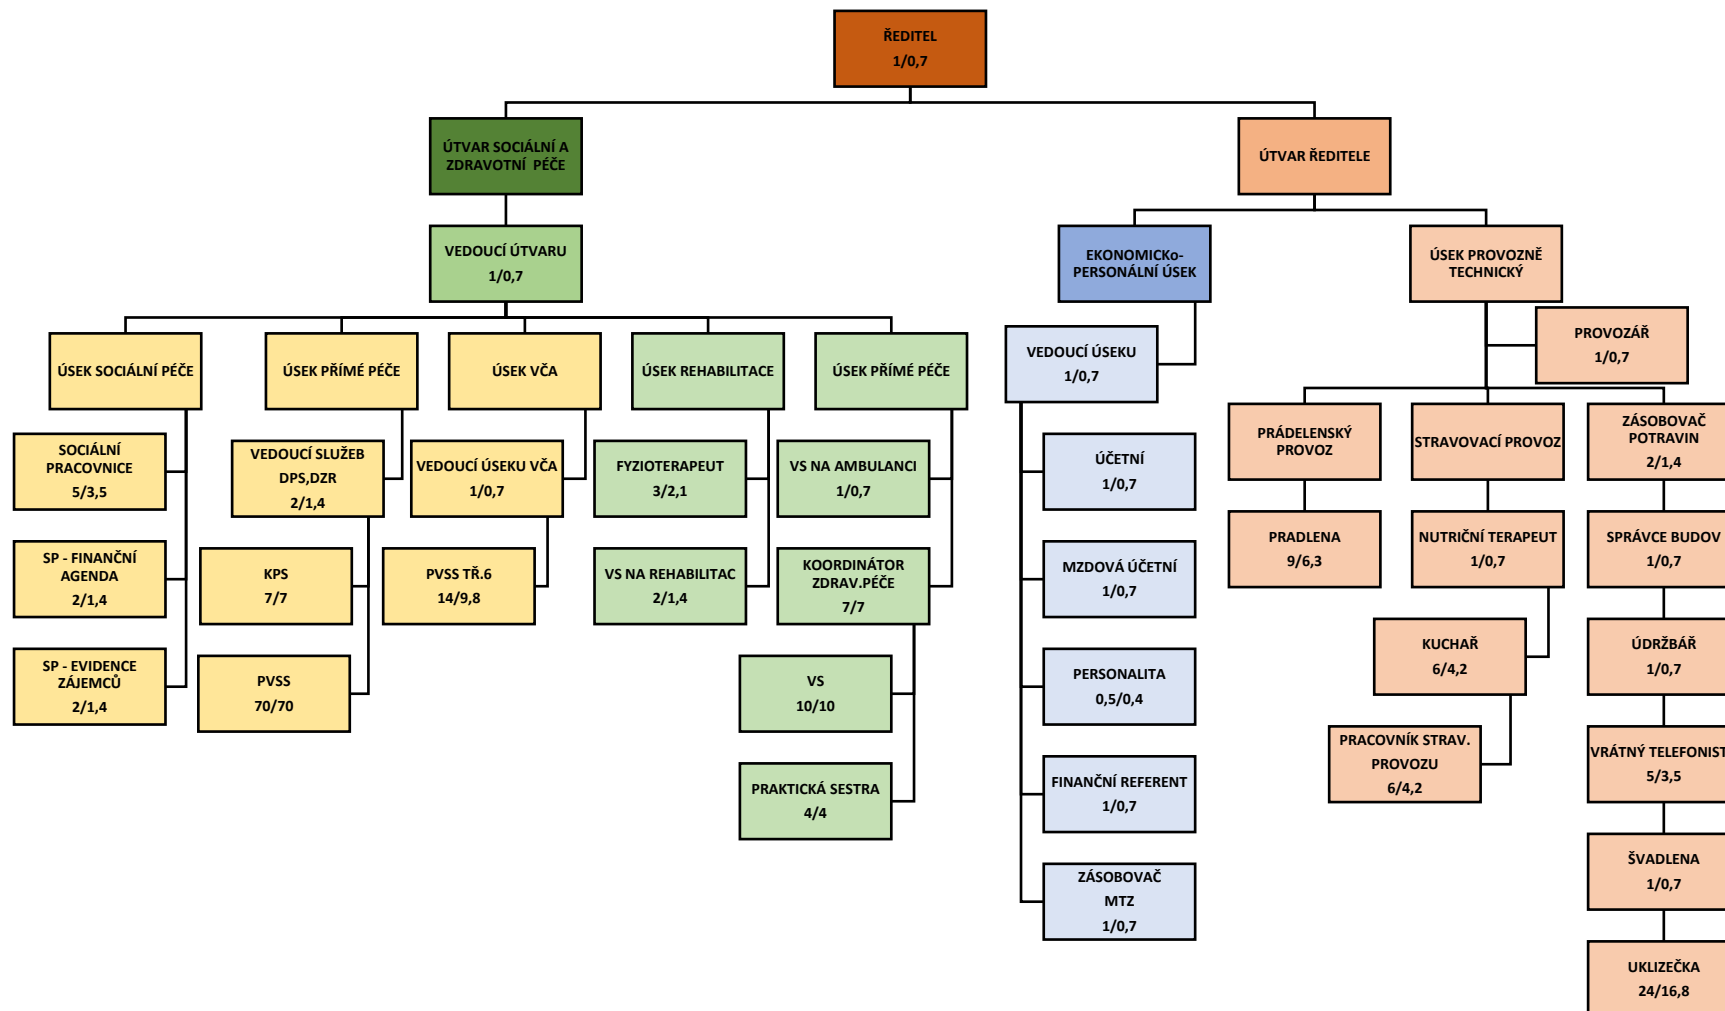 ŘEDITEL
1/0,7
ÚTVAR SOCIÁLNÍ A
ZDRAVOTNÍ PÉČE
ÚTVAR ŘEDITELE
VEDOUCÍ ÚTVARU
1/0,7
EKONOMICKo-
PERSONÁLNÍ ÚSEK
ÚSEK PROVOZNĚ
TECHNICKÝ
ÚSEK SOCIÁLNÍ PÉČE
ÚSEK PŘÍMÉ PÉČE
ÚSEK VČA
ÚSEK REHABILITACE
ÚSEK PŘÍMÉ PÉČE
VEDOUCÍ ÚSEKU
1/0,7
PROVOZÁŘ
1/0,7
SOCIÁLNÍ
PRACOVNICE
5/3,5
VEDOUCÍ SLUŽEB
DPS,DZR
2/1,4
VEDOUCÍ ÚSEKU VČA
1/0,7
FYZIOTERAPEUT
3/2,1
VS NA AMBULANCI
1/0,7
ÚČETNÍ
1/0,7
PRÁDELENSKÝ
PROVOZ
STRAVOVACÍ PROVOZ
ZÁSOBOVAČ
POTRAVIN
2/1,4
SP - FINANČNÍ
AGENDA
2/1,4
KPS
7/7
PVSS TŘ.6
14/9,8
VS NA REHABILITAC
2/1,4
KOORDINÁTOR
ZDRAV.PÉČE
7/7
MZDOVÁ ÚČETNÍ
1/0,7
PRADLENA
9/6,3
NUTRIČNÍ TERAPEUT
1/0,7
SPRÁVCE BUDOV
1/0,7
SP - EVIDENCE
ZÁJEMCŮ
2/1,4
PVSS
70/70
VS
10/10
PERSONALITA
0,5/0,4
KUCHAŘ
6/4,2
ÚDRŽBÁŘ
1/0,7
PRAKTICKÁ SESTRA
4/4
FINANČNÍ REFERENT
1/0,7
PRACOVNÍK STRAV.
PROVOZU
6/4,2
VRÁTNÝ TELEFONIST
5/3,5
ZÁSOBOVAČ
MTZ
1/0,7
ŠVADLENA
1/0,7
UKLIZEČKA
24/16,8